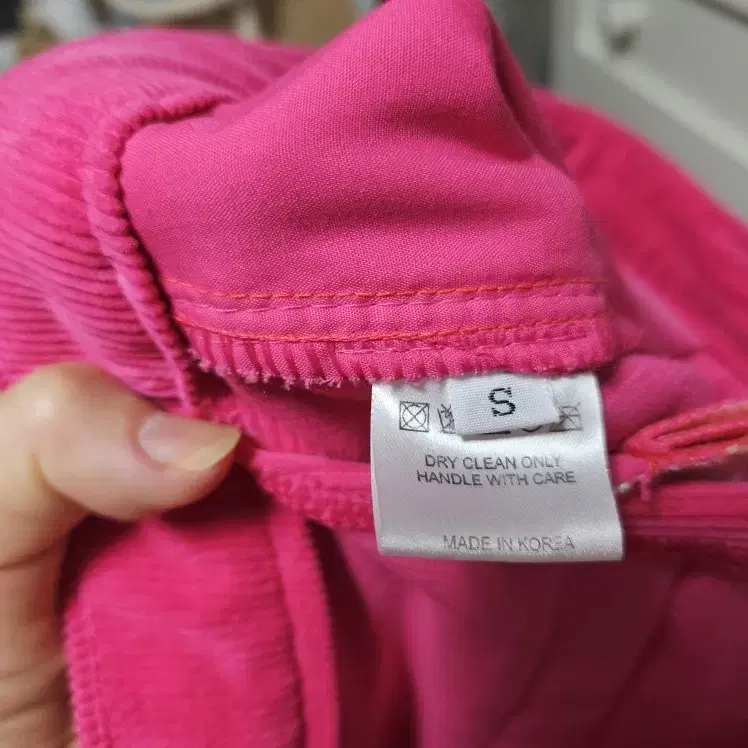 S
DRY CLEAN ONLY
HANDLE WITH CARE
MADE IN KOREA